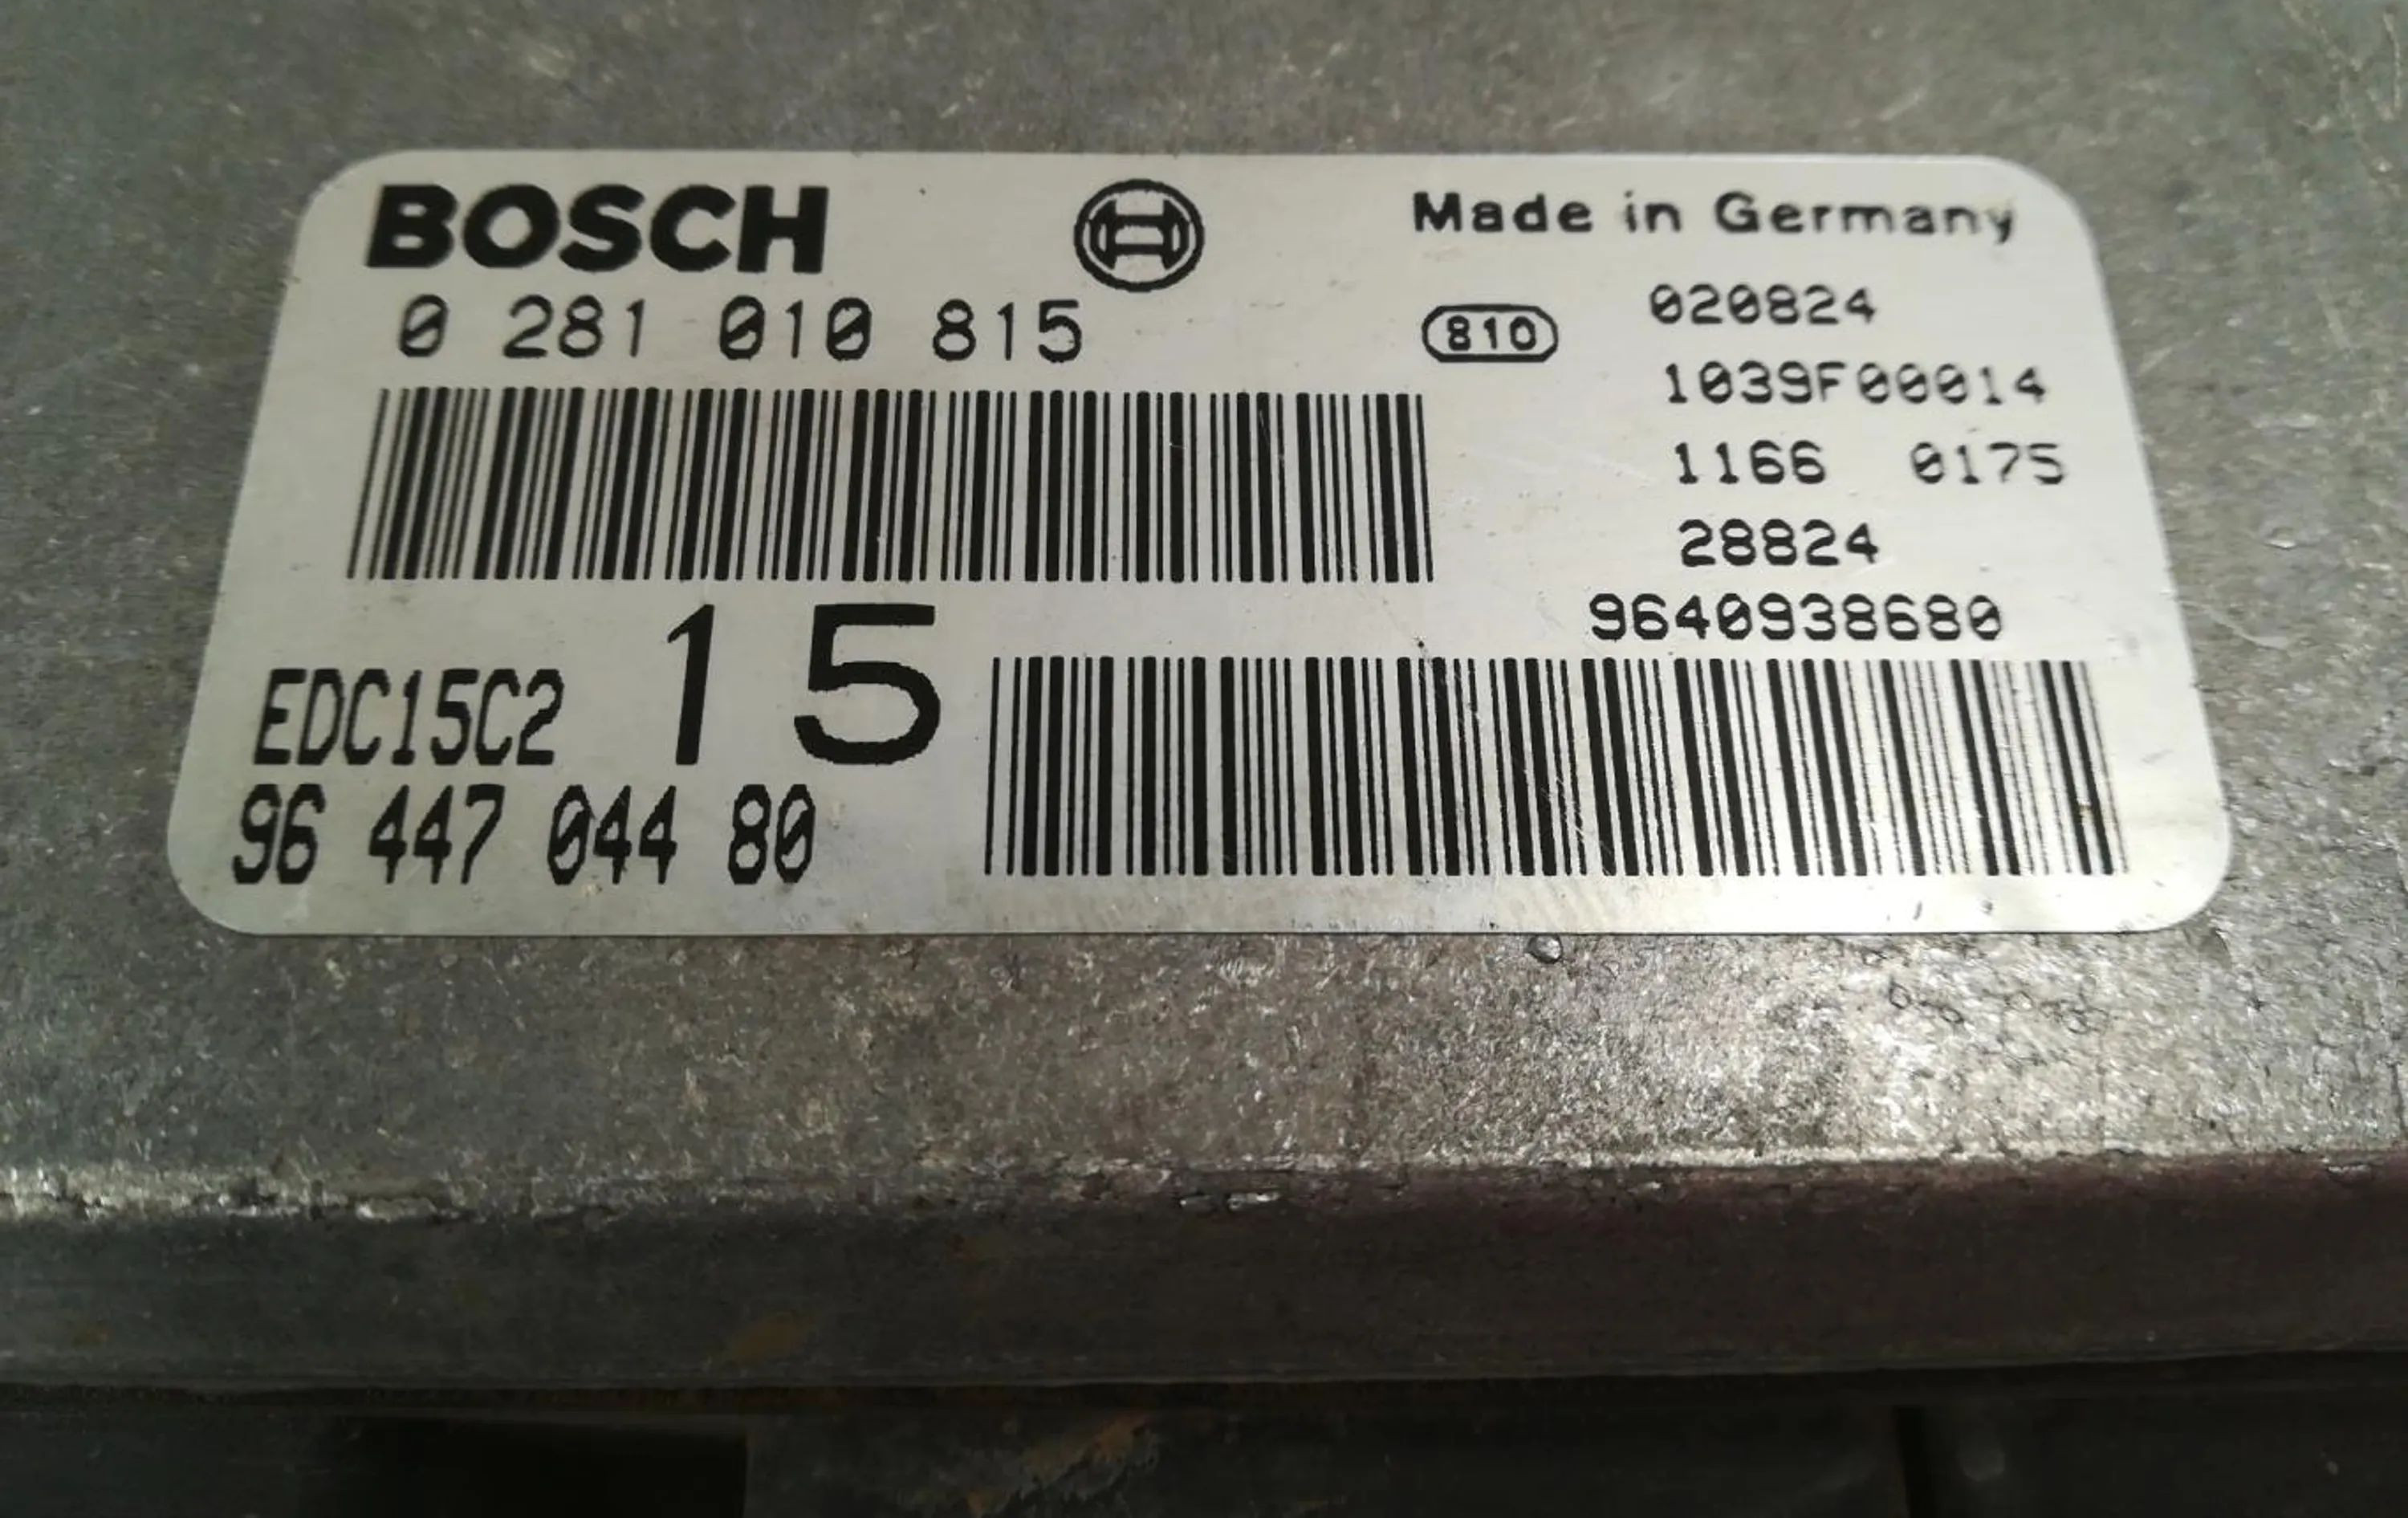 BOSCH
Made in Germany
0 281 010 815
810
020824
1039F00014
1166 0175
28824
9640938680
EDC15C2
15
96 447 044 80